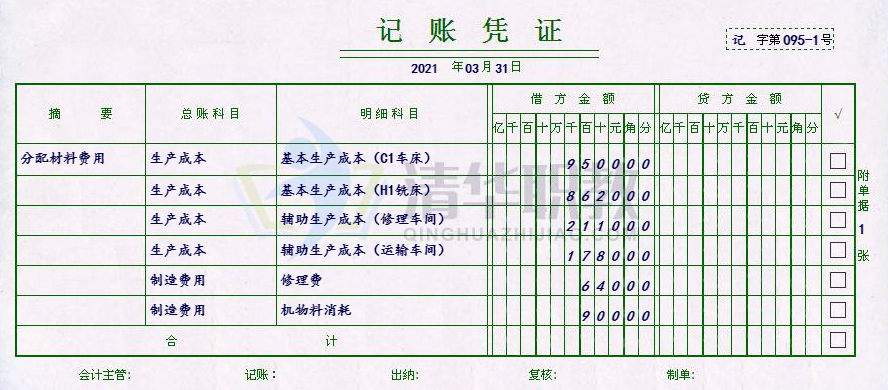 记 账 凭 证
记 字第 095-1 号
2021 年 03 月 31 日
摘 要 总账科目 明细科目 借方金额 贷方金额 √
亿千百十万千百十元角分 亿千百十万千百十元角分
分配材料费用 生产成本 基本生产成本(C1车床) 950000
生产成本 基本生产成本(H1铣床) 862000
生产成本 辅助生产成本(修理车间) 211000
生产成本 辅助生产成本(运输车间) 178000
制造费用 修理费 64000
制造费用 机物料消耗 90000
合 计
附单据 1 张
会计主管: 记账: 出纳: 复核: 制单:
清华职教
QINGHUAZHIJIAO.COM